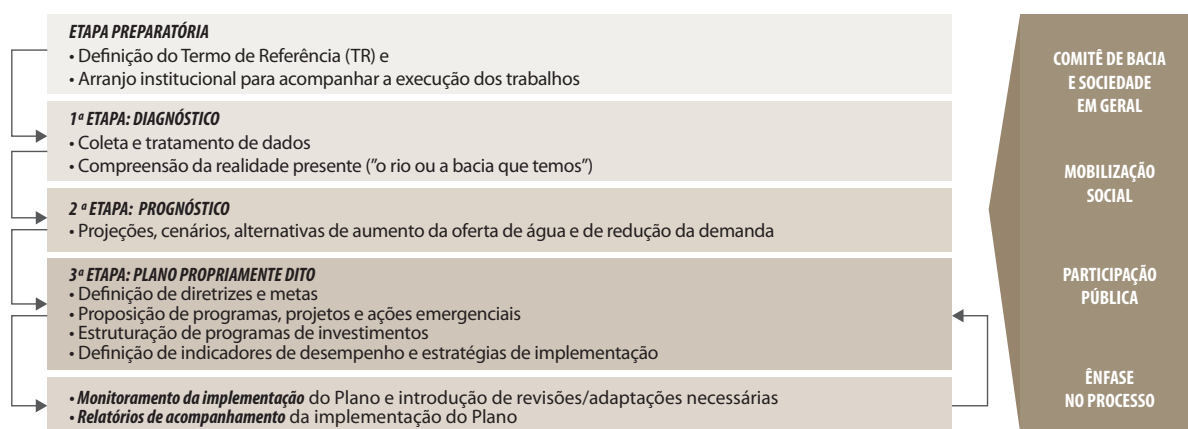 ETAPA PREPARATÓRIA
• Definição do Termo de Referência (TR) e
• Arranjo institucional para acompanhar a execução dos trabalhos
1ª ETAPA: DIAGNÓSTICO
• Coleta e tratamento de dados
• Compreensão da realidade presente ("o rio ou a bacia que temos")
2 ª ETAPA: PROGNÓSTICO
• Projeções, cenários, alternativas de aumento da oferta de água e de redução da demanda
3ª ETAPA: PLANO PROPRIAMENTE DITO
• Definição de diretrizes e metas
• Proposição de programas, projetos e ações emergenciais
• Estruturação de programas de investimentos
• Definição de indicadores de desempenho e estratégias de implementação
• Monitoramento da implementação do Plano e introdução de revisões/adaptações necessárias
• Relatórios de acompanhamento da implementação do Plano
COMITÊ DE BACIA
E SOCIEDADE
EM GERAL
MOBILIZAÇÃO
SOCIAL
PARTICIPAÇÃO
PÚBLICA
ÊNFASE
NO PROCESSO